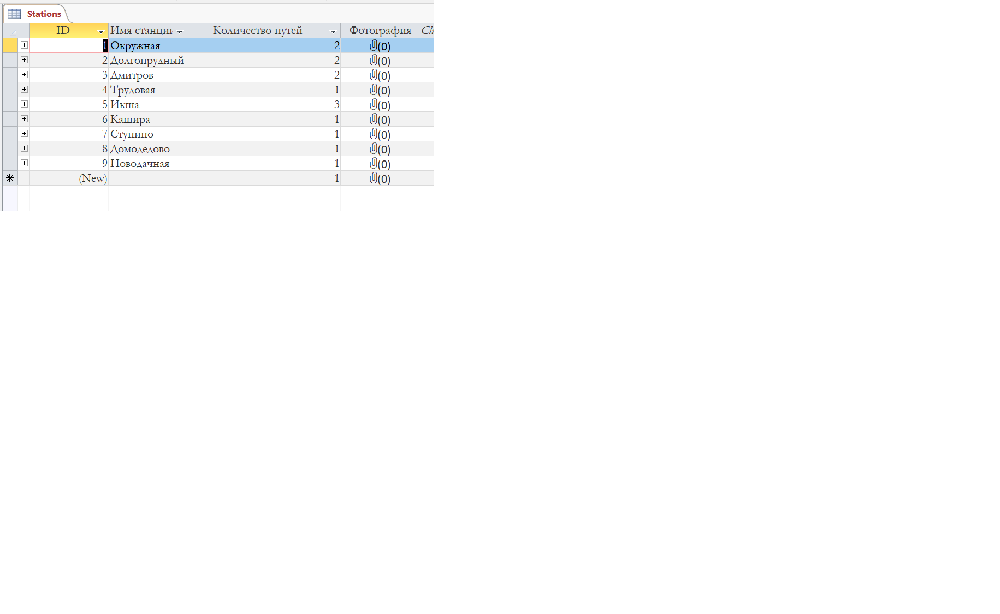 Stations
ID Имя станции Количество путей Фотография
1 Окружная 2 (0)
2 Долгопрудный 2 (0)
3 Дмитров 2 (0)
4 Трудовая 1 (0)
5 Икша 3 (0)
6 Кашира 1 (0)
7 Ступино 1 (0)
8 Домодедово 1 (0)
9 Новодачная 1 (0)
(New) 1 (0)